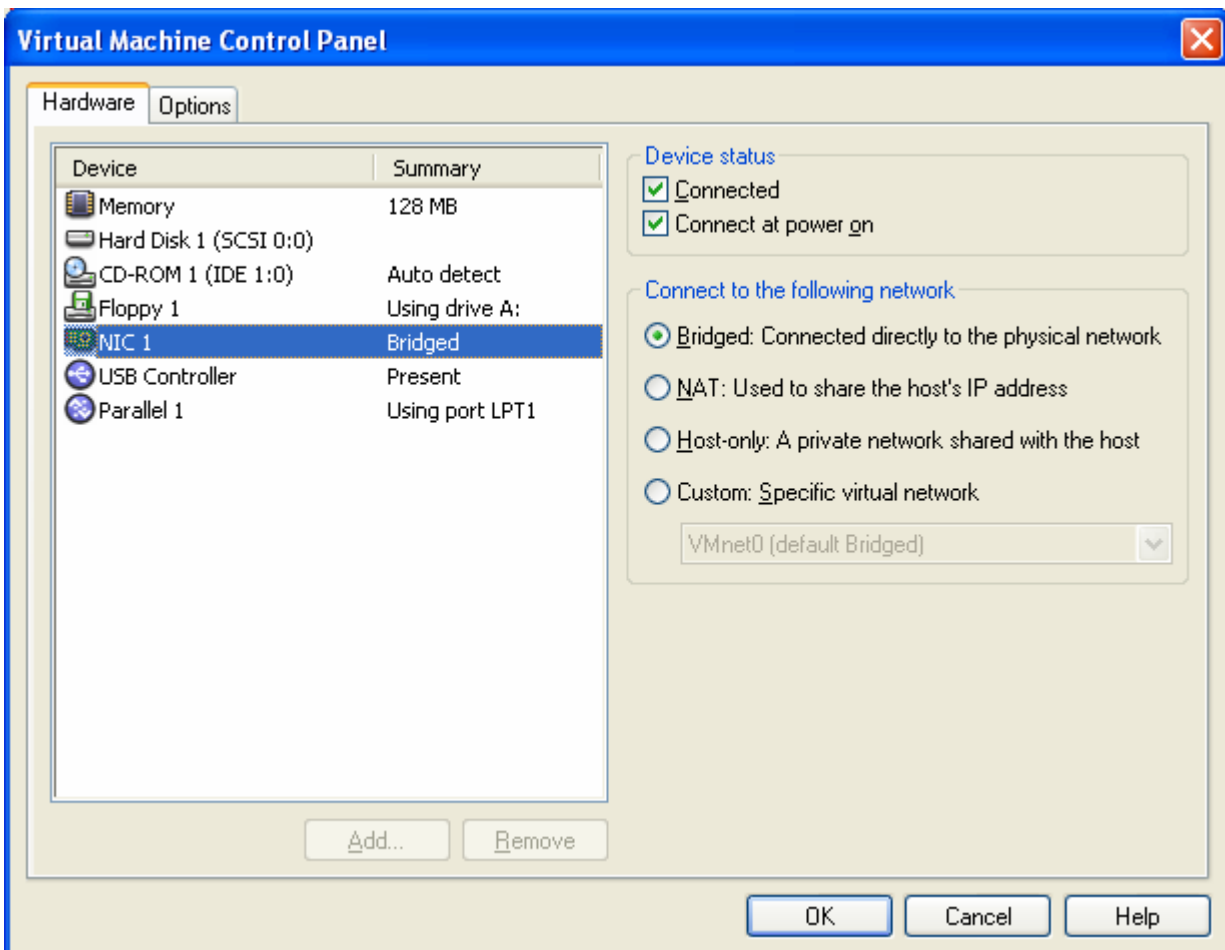 Virtual Machine Control Panel
Hardware Options
Device Summary
Memory 128 MB
Hard Disk 1 (SCSI 0:0)
CD-ROM 1 (IDE 1:0) Auto detect
Floppy 1 Using drive A:
NIC 1 Bridged
USB Controller Present
Parallel 1 Using port LPT1
Add... Remove
Device status
Connected
Connect at power on
Connect to the following network
Bridged: Connected directly to the physical network
NAT: Used to share the host's IP address
Host-only: A private network shared with the host
Custom: Specific virtual network
VMnet0 (default Bridged)
OK Cancel Help